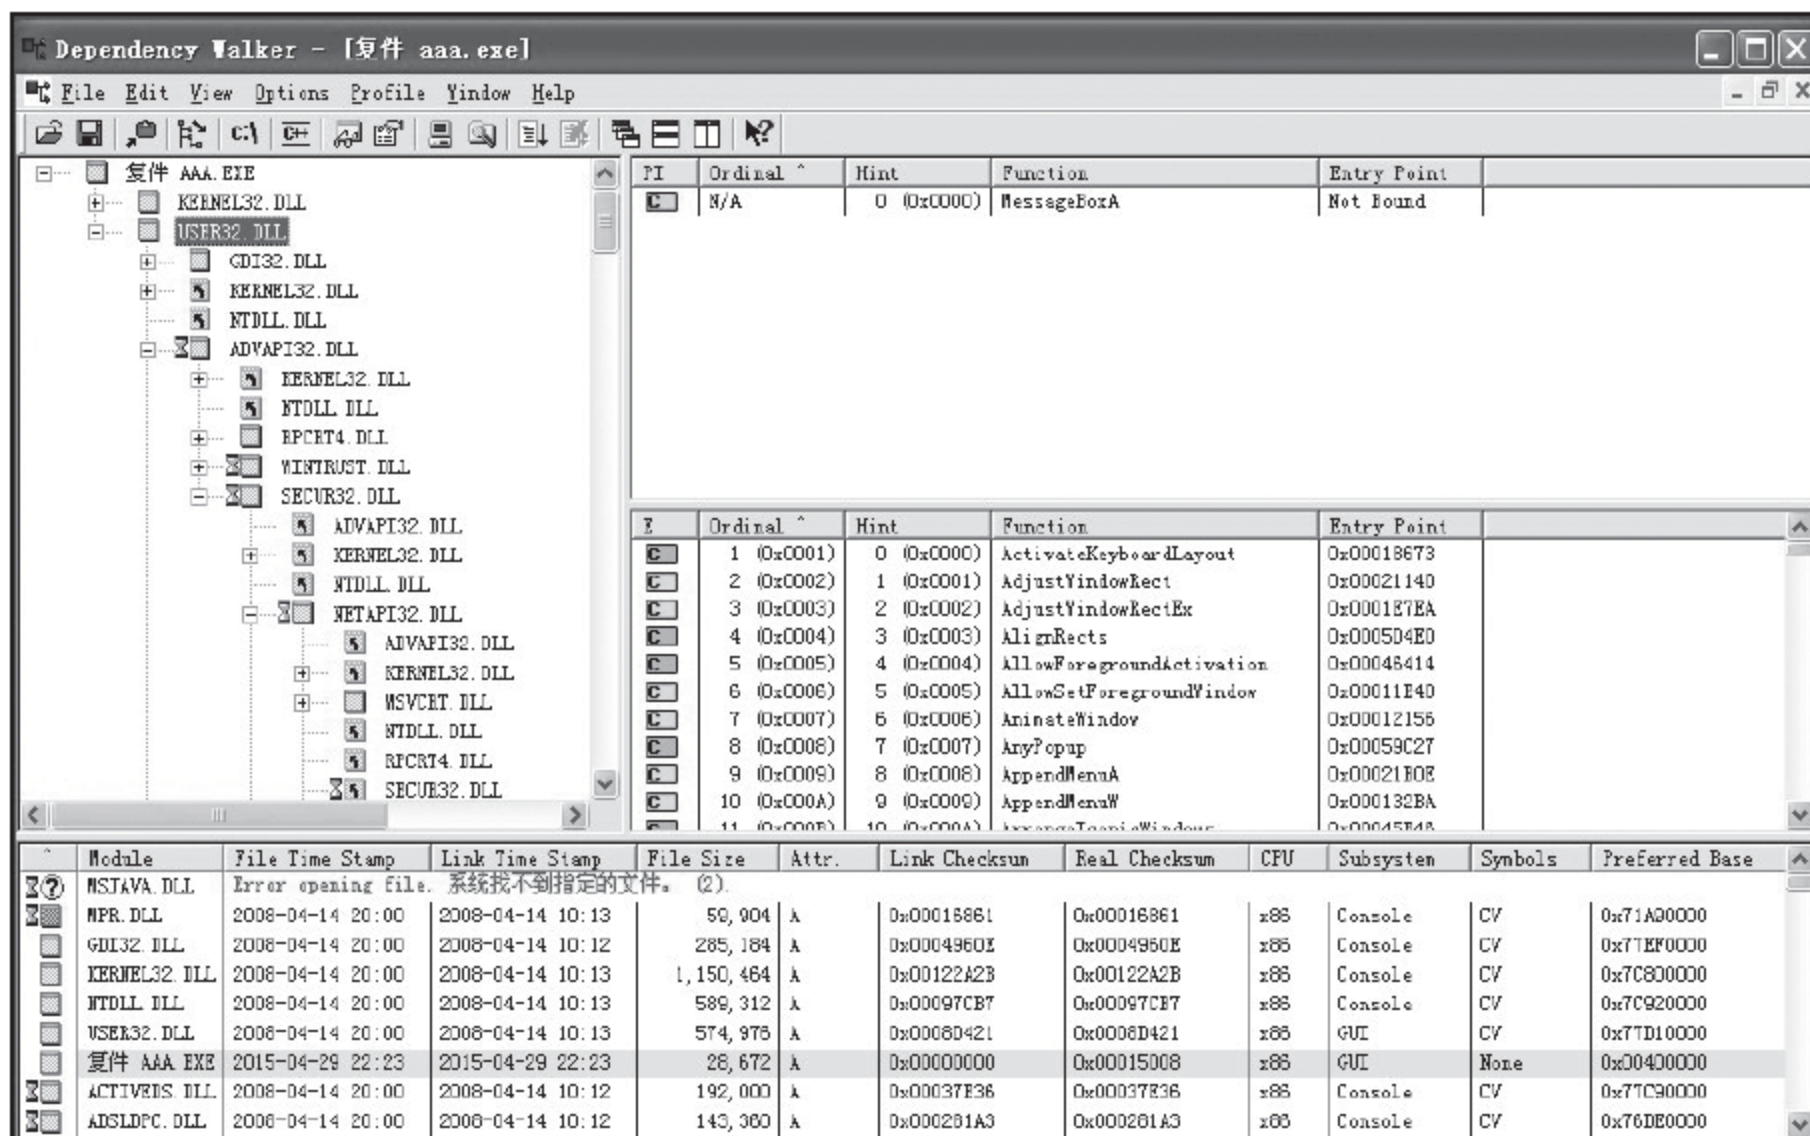 Dependency Walker - [复件 aaa.exe]
File Edit View Options Profile Window Help
复件 AAA.EXE
KERNEL32.DLL
USER32.DLL
GDI32.DLL
KERNEL32.DLL
NTDLL.DLL
ADVAPI32.DLL
KERNEL32.DLL
NTDLL.DLL
RPCRT4.DLL
WINTRUST.DLL
SECUR32.DLL
ADVAPI32.DLL
KERNEL32.DLL
NTDLL.DLL
NETAPI32.DLL
ADVAPI32.DLL
KERNEL32.DLL
MSVCRT.DLL
NTDLL.DLL
RPCRT4.DLL
SECUR32.DLL
PI Ordinal ^ Hint Function Entry Point
C N/A 0 (0x0000) MessageBoxA Not Bound
E Ordinal ^ Hint Function Entry Point
C 1 (0x0001) 0 (0x0000) ActivateKeyboardLayout 0x00018673
C 2 (0x0002) 1 (0x0001) AdjustWindowRect 0x00021140
C 3 (0x0003) 2 (0x0002) AdjustWindowRectEx 0x0001E7EA
C 4 (0x0004) 3 (0x0003) AlignRects 0x000504E0
C 5 (0x0005) 4 (0x0004) AllowForegroundActivation 0x00046414
C 6 (0x0006) 5 (0x0005) AllowSetForegroundWindow 0x00011B40
C 7 (0x0007) 6 (0x0006) AnimateWindow 0x00012156
C 8 (0x0008) 7 (0x0007) AnyPopup 0x00059C27
C 9 (0x0009) 8 (0x0008) AppendMenuA 0x00021B0E
C 10 (0x000A) 9 (0x0009) AppendMenuW 0x000132BA
C 11 (0x000B) 10 (0x000A) ArrangeIconicWindows
^ Module File Time Stamp Link Time Stamp File Size Attr. Link Checksum Real Checksum CPU Subsystem Symbols Preferred Base
MSJAVA.DLL Error opening file. 系统找不到指定的文件。 (2).
MPR.DLL 2008-04-14 20:00 2008-04-14 10:13 59,904 A 0x00016861 0x00016861 x86 Console CV 0x71A90000
GDI32.DLL 2008-04-14 20:00 2008-04-14 10:12 285,184 A 0x0004960E 0x0004960E x86 Console CV 0x77EF0000
KERNEL32.DLL 2008-04-14 20:00 2008-04-14 10:13 1,150,464 A 0x00122A2B 0x00122A2B x86 Console CV 0x7C800000
NTDLL.DLL 2008-04-14 20:00 2008-04-14 10:13 589,312 A 0x00097CB7 0x00097CB7 x86 Console CV 0x7C920000
USER32.DLL 2008-04-14 20:00 2008-04-14 10:13 574,976 A 0x0008D421 0x0008D421 x86 GUI CV 0x77D10000
复件 AAA.EXE 2015-04-29 22:23 2015-04-29 22:23 28,672 A 0x00000000 0x00015008 x86 GUI None 0x00400000
ACTIVEDS.DLL 2008-04-14 20:00 2008-04-14 10:12 192,000 A 0x00037E36 0x00037E36 x86 Console CV 0x77C90000
ADSLDPC.DLL 2008-04-14 20:00 2008-04-14 10:12 143,360 A 0x000281A3 0x000281A3 x86 Console CV 0x76DE0000